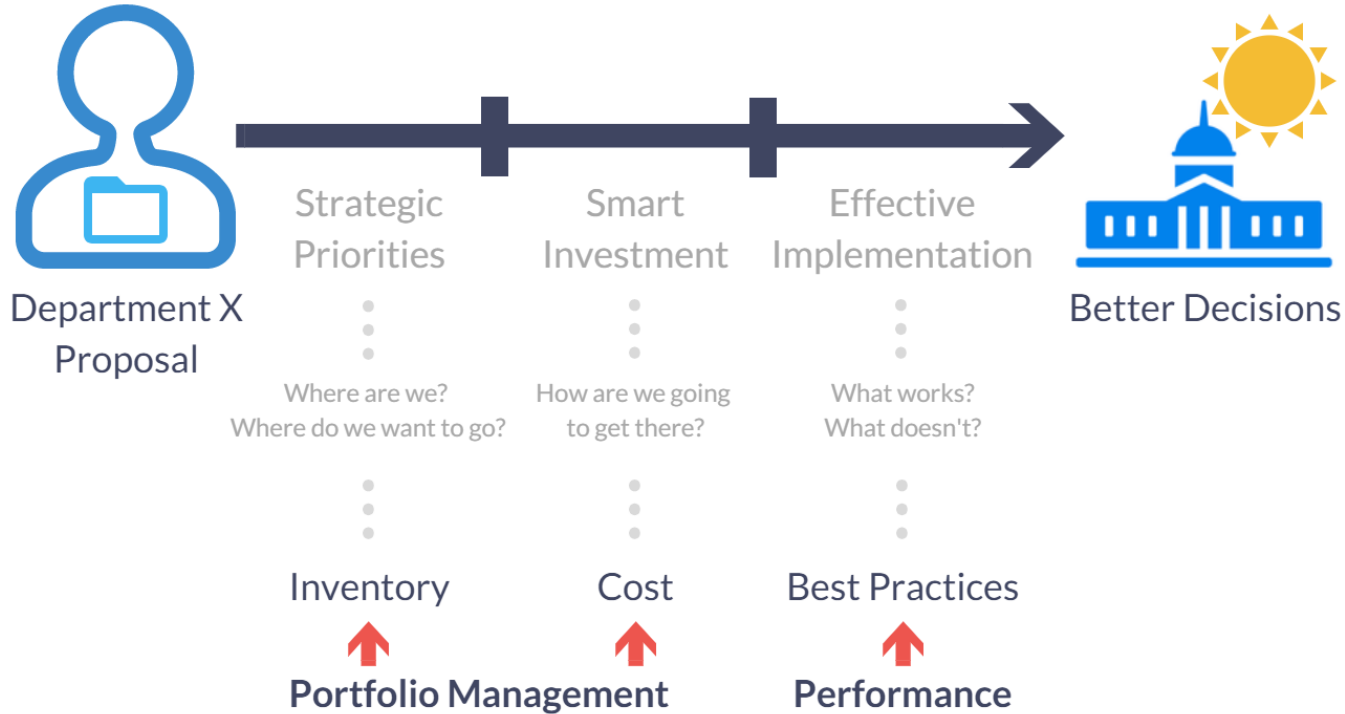 Department X
Proposal
Strategic
Priorities
Where are we?
Where do we want to go?
Inventory
Smart
Investment
How are we going
to get there?
Cost
Portfolio Management
Effective
Implementation
What works?
What doesn't?
Best Practices
Performance
Better Decisions